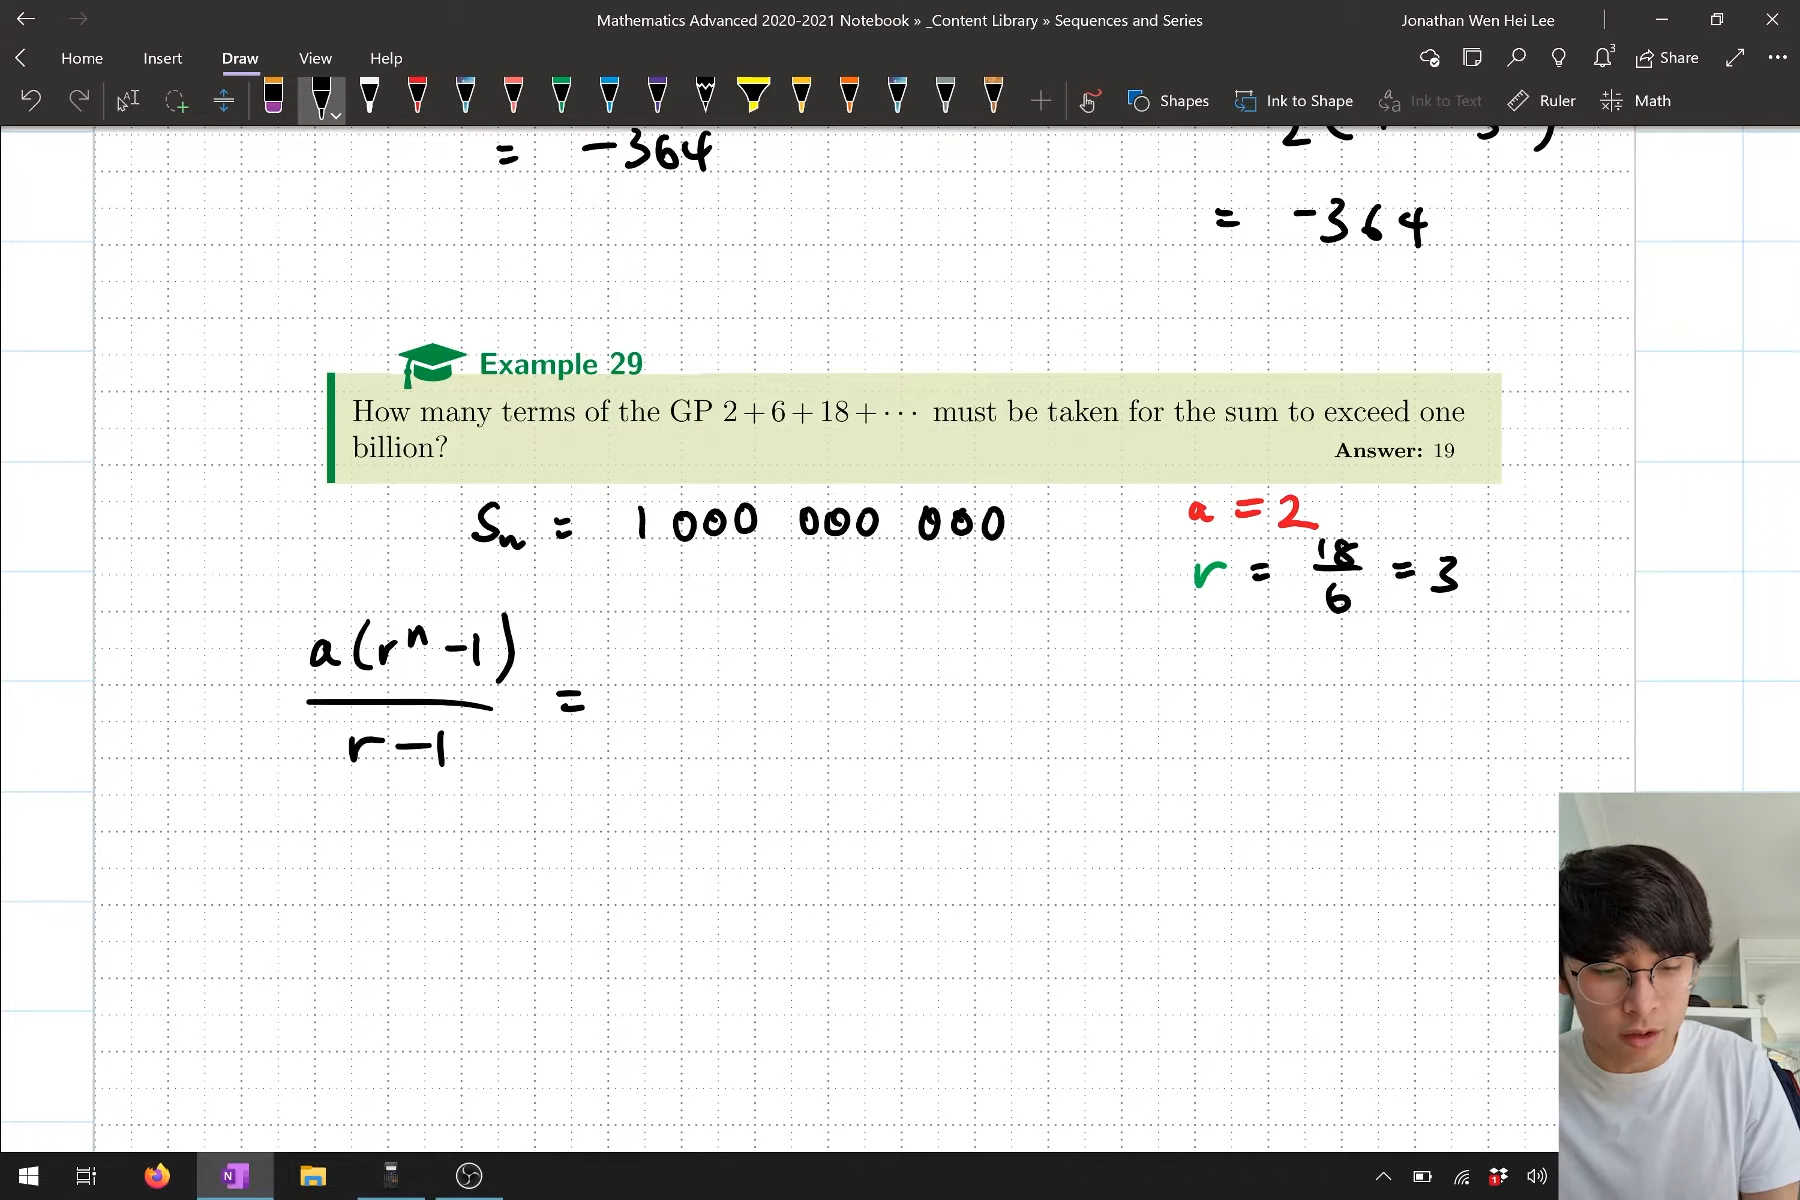 Mathematics Advanced 2020-2021 Notebook » _Content Library » Sequences and Series
Jonathan Wen Hei Lee
Home Insert Draw View Help
3
Share
Shapes Ink to Shape Ink to Text Ruler Math
= -364
= -364
Example 29
How many terms of the GP 2 + 6 + 18 + ··· must be taken for the sum to exceed one
billion?
Answer: 19
Sn = 1 000 000 000
a = 2
r = 18/6 = 3
a(r^n -1)
=
r-1
N
1